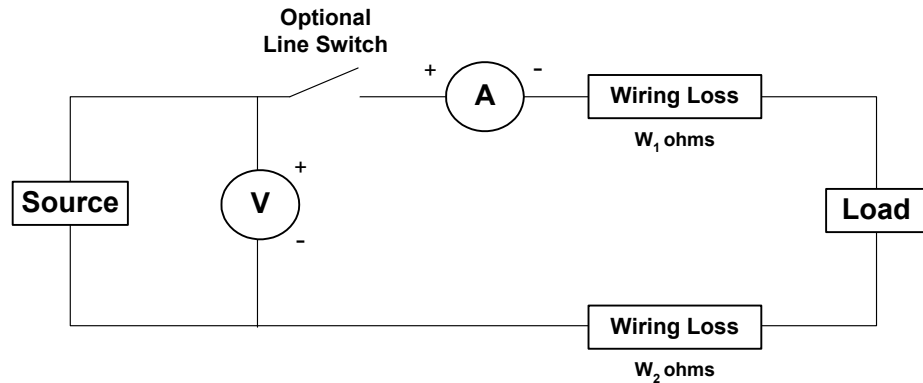 Optional
Line Switch
+
A
-
Wiring Loss
W₁ ohms
Source
V
+
-
Load
Wiring Loss
W₂ ohms